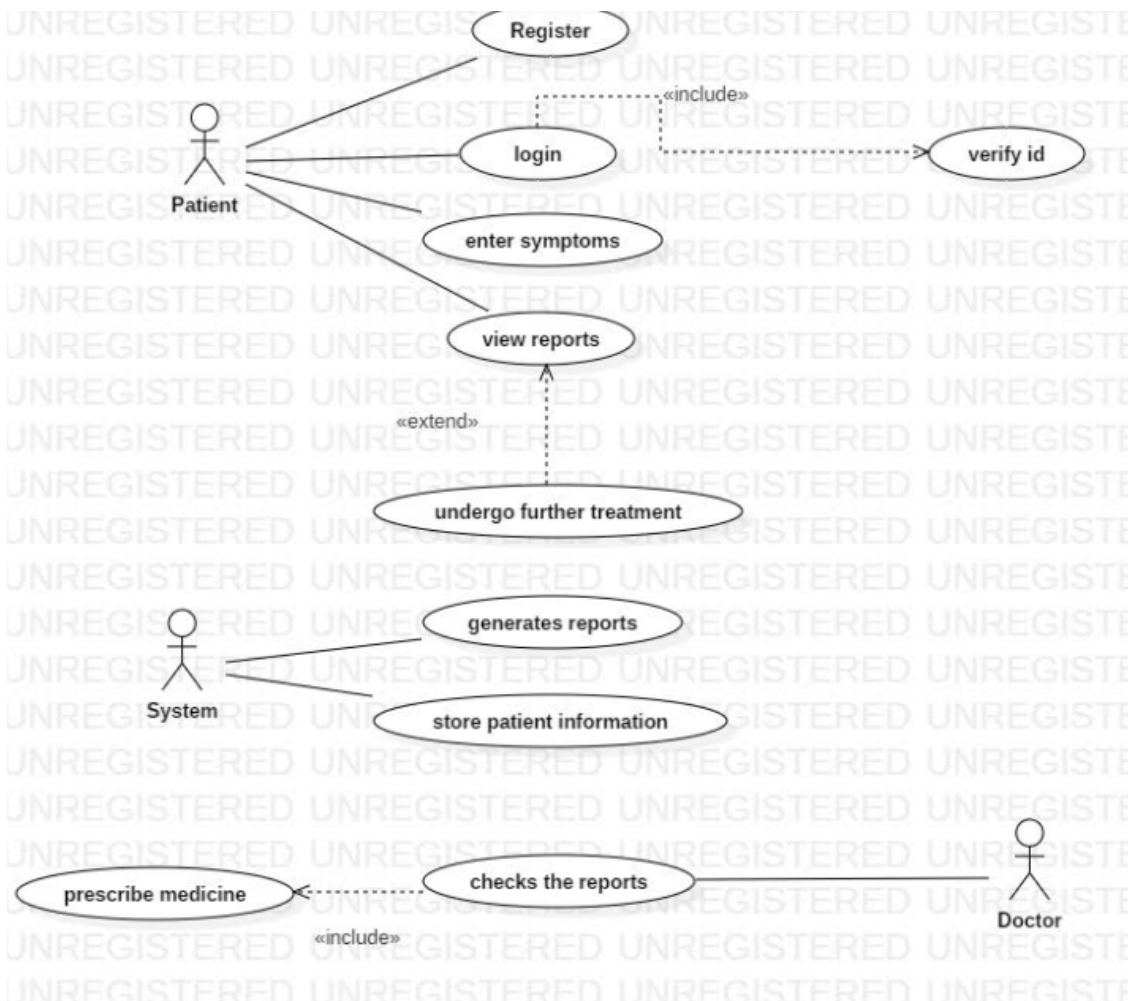 Register
«include»
login
verify id
Patient
enter symptoms
view reports
«extend»
undergo further treatment
generates reports
System
store patient information
checks the reports
prescribe medicine
Doctor
«include»
UNREGISTERED